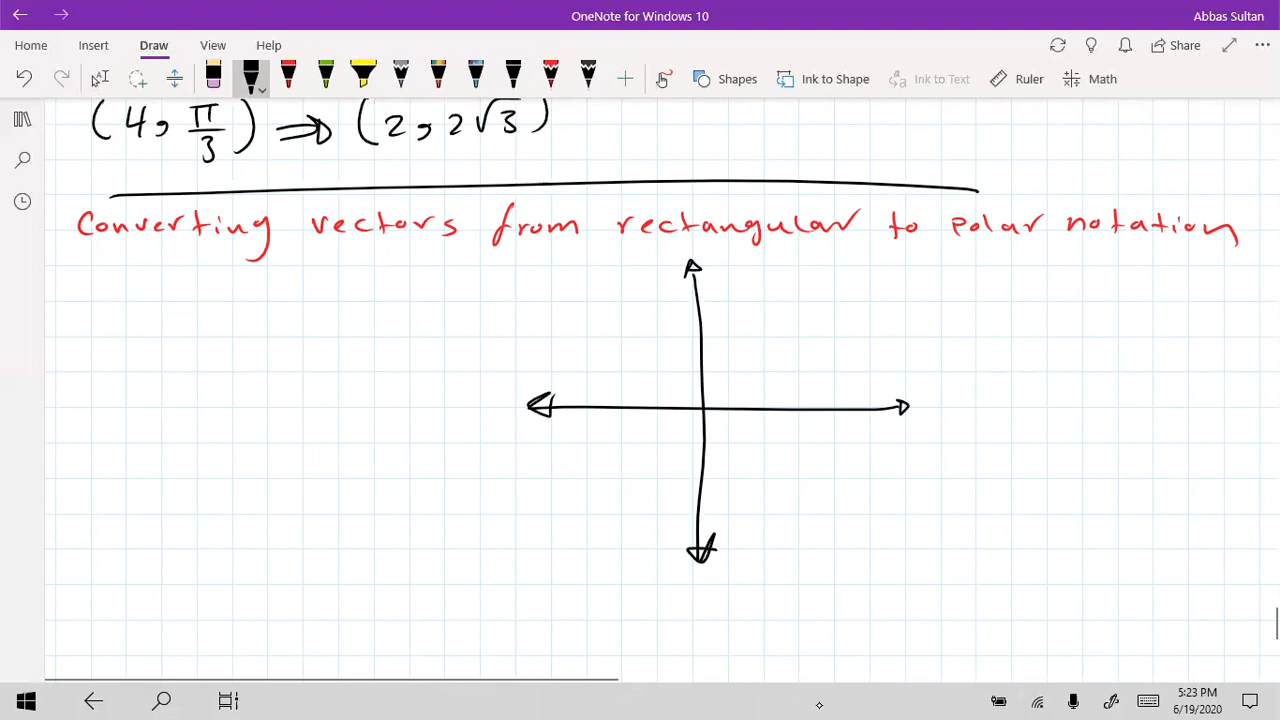 OneNote for Windows 10
Abbas Sultan
Home Insert Draw View Help
Share
Shapes Ink to Shape Ink to Text Ruler Math
(4, π/3) ⇒ (2, 2√3)
Converting vectors from rectangular to polar notation
5:23 PM
6/19/2020